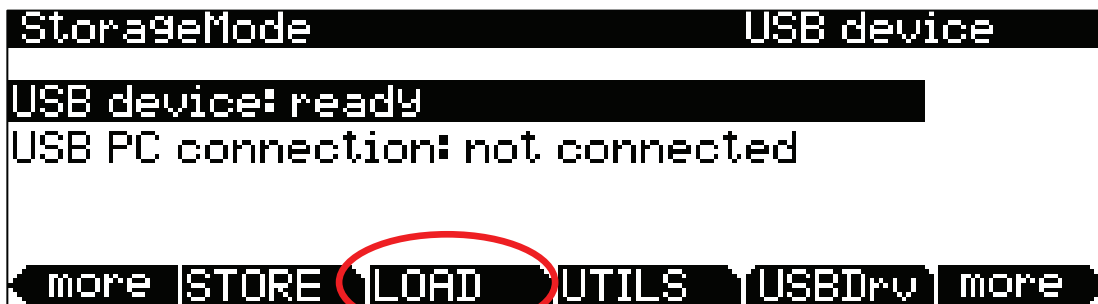 StorageMode USB device
USB device: ready
USB PC connection: not connected
more STORE LOAD UTILS USBDrv more